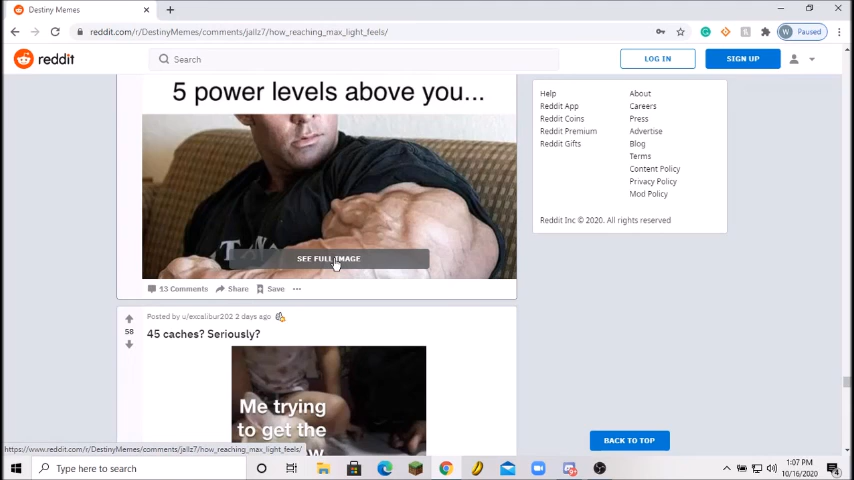 Destiny Memes
reddit.com/r/DestinyMemes/comments/jallz7/how_reaching_max_light_feels/
Paused
reddit
Search
LOG IN
SIGN UP
5 power levels above you...
SEE FULL IMAGE
13 Comments
Share
Save
Help
About
Reddit App
Careers
Reddit Coins
Press
Reddit Premium
Advertise
Reddit Gifts
Blog
Terms
Content Policy
Privacy Policy
Mod Policy
Reddit Inc © 2020. All rights reserved
Posted by u/excalibur202 2 days ago
58
45 caches? Seriously?
Me trying
to get the
BACK TO TOP
https://www.reddit.com/r/DestinyMemes/comments/jallz7/how_reaching_max_light_feels/
Type here to search
1:07 PM
10/16/2020